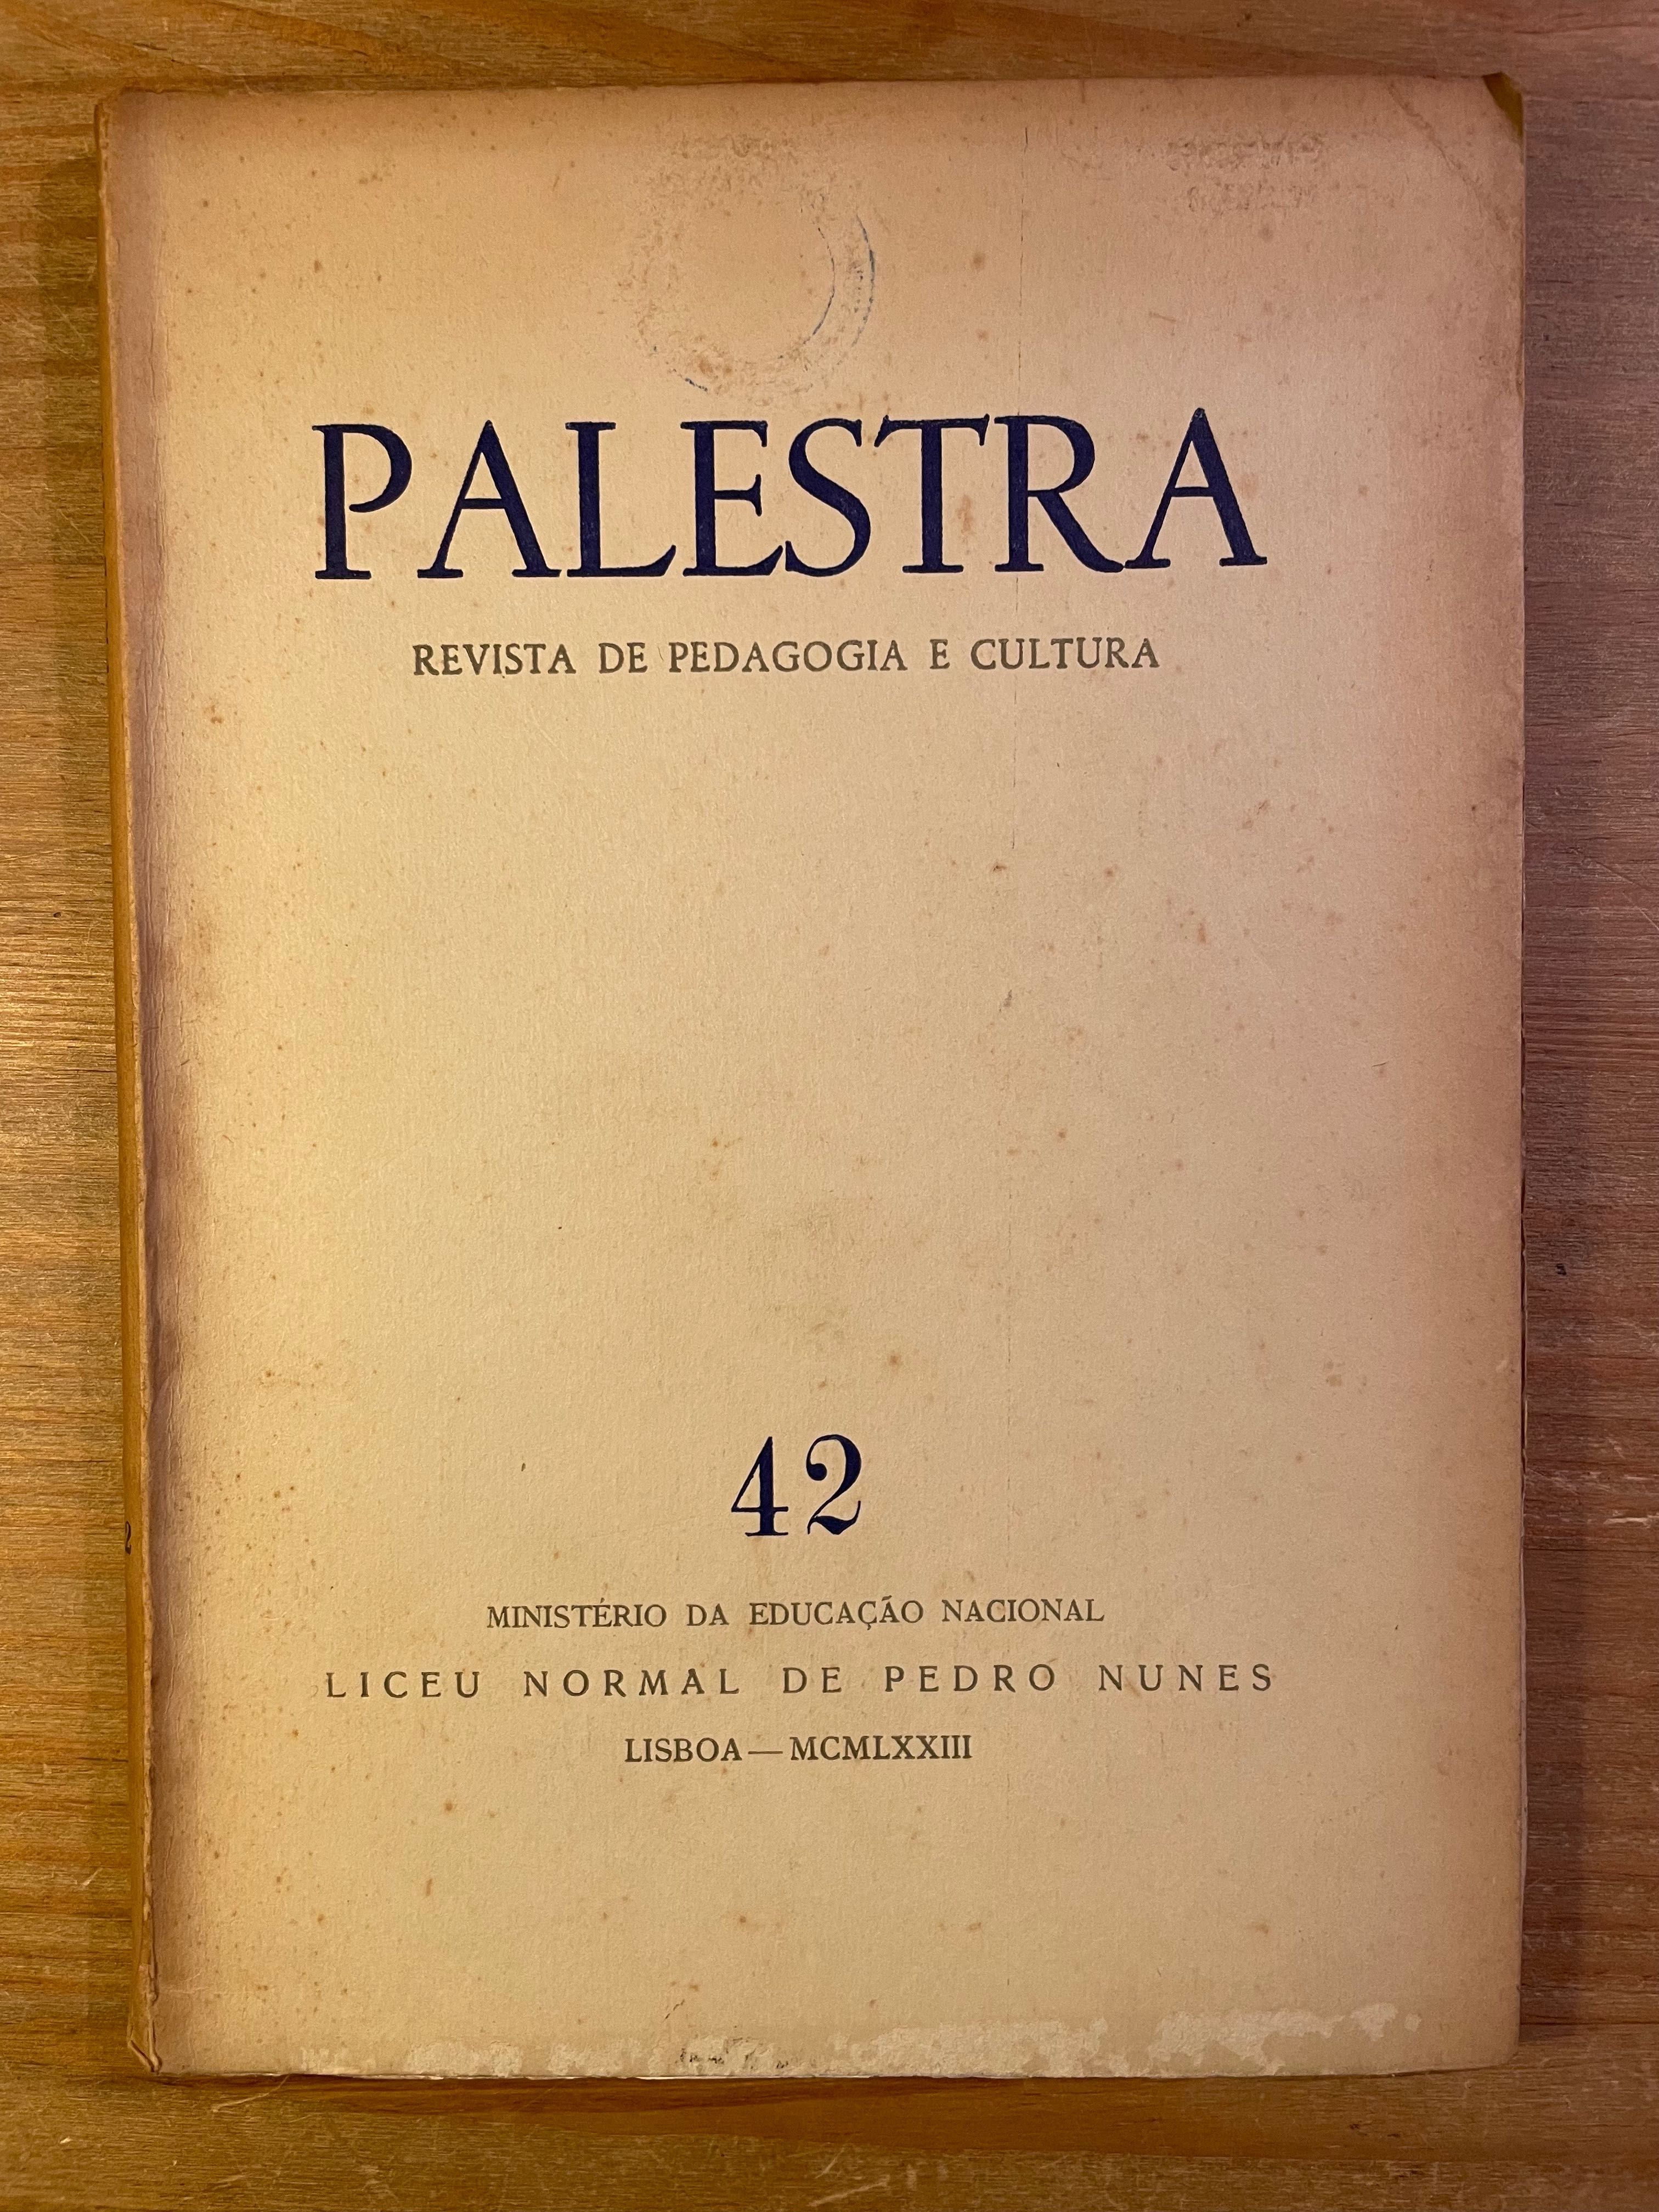 PALESTRA
REVISTA DE PEDAGOGIA E CULTURA
42
MINISTÉRIO DA EDUCAÇÃO NACIONAL
LICEU NORMAL DE PEDRO NUNES
LISBOA — MCMLXXIII